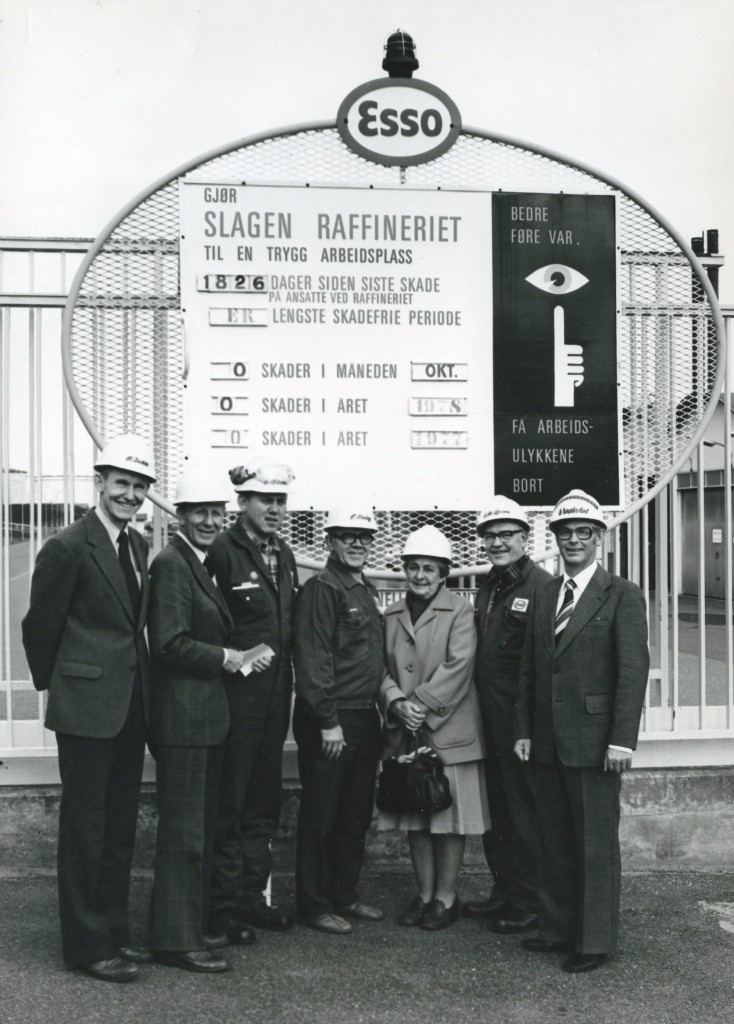 Esso
GJØR
SLAGEN RAFFINERIET
TIL EN TRYGG ARBEIDSPLASS
1826 DAGER SIDEN SISTE SKADE
PÅ ANSATTE VED RAFFINERIET
ER LENGSTE SKADEFRIE PERIODE
0 SKADER I MÅNEDEN OKT.
0 SKADER I ÅRET 1978
0 SKADER I ÅRET 1977
BEDRE
FØRE VAR.
FÅ ARBEIDS-
ULYKKENE
BORT